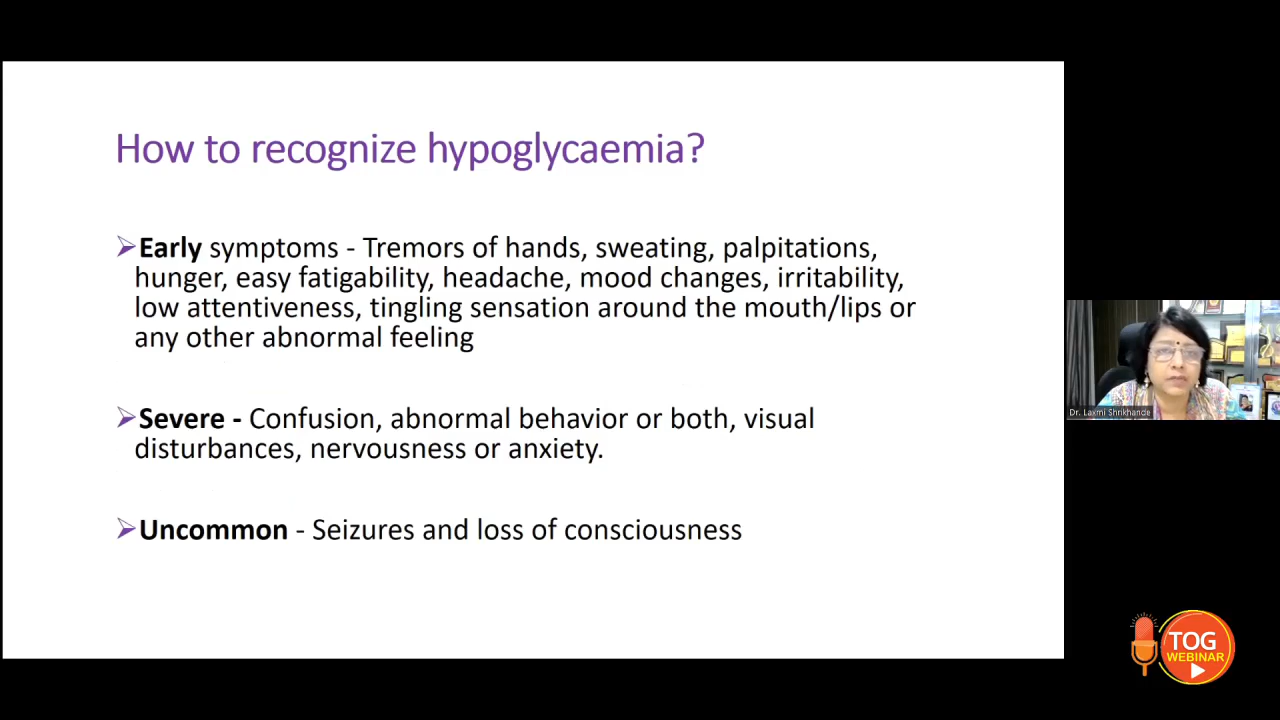 How to recognize hypoglycaemia?
Early symptoms - Tremors of hands, sweating, palpitations,
hunger, easy fatigability, headache, mood changes, irritability,
low attentiveness, tingling sensation around the mouth/lips or
any other abnormal feeling
Severe - Confusion, abnormal behavior or both, visual
disturbances, nervousness or anxiety.
Uncommon - Seizures and loss of consciousness
Dr. Laxmi Shrikhande
TOG
WEBINAR